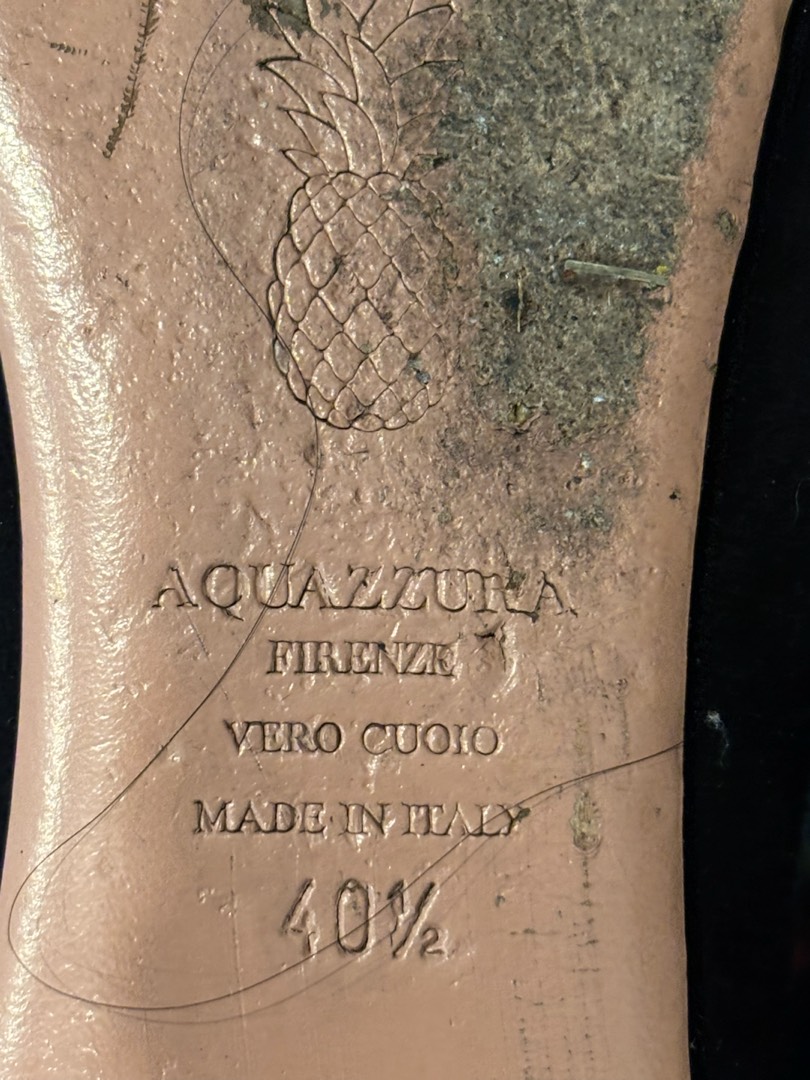 AQUAZZURA
FIRENZE
VERO CUOIO
MADE IN ITALY
40½